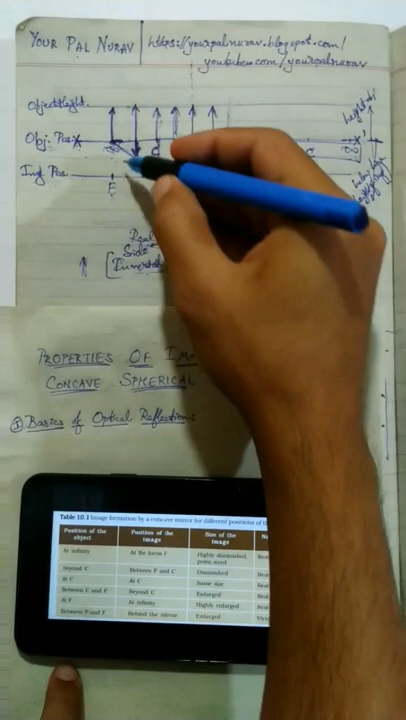 YOUR PAL NURAV
https://yourpalnurav.blogspot.com/
youtube.com/yourpalnurav
Object Height.
Obj. Pos.
Img Pos.
F
C
Real
Side
PROPERTIES OF
CONCAVE SPHERICAL
① Basics of Optical Reflections
Table 10.1 Image formation by a concave mirror for different positions of
Position of the object
Position of the image
Size of the image
At infinity
At the focus F
Highly diminished, point-sized
Beyond C
Between F and C
Diminished
At C
At C
Same size
Between C and F
Beyond C
Enlarged
At F
At infinity
Highly enlarged
Between P and F
Behind the mirror
Enlarged